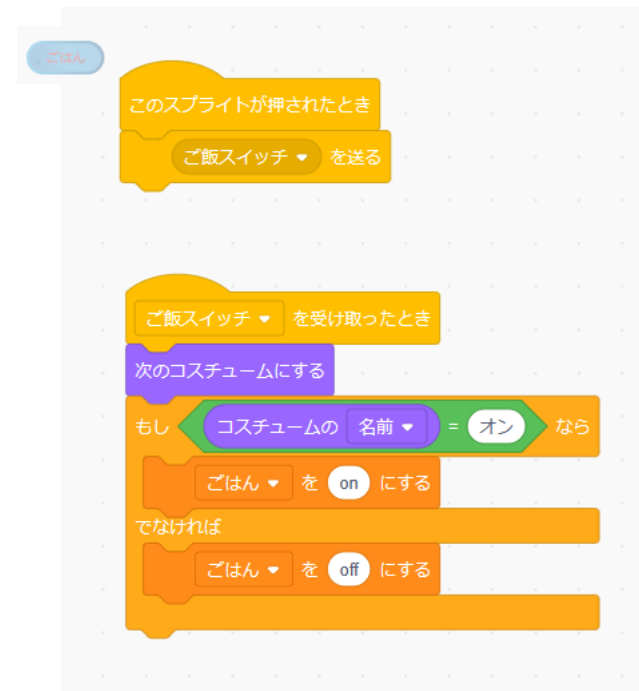 ごはん
このスプライトが押されたとき
ご飯スイッチ を送る
ご飯スイッチ を受け取ったとき
次のコスチュームにする
もし コスチュームの 名前 = オン なら
ごはん を on にする
でなければ
ごはん を off にする